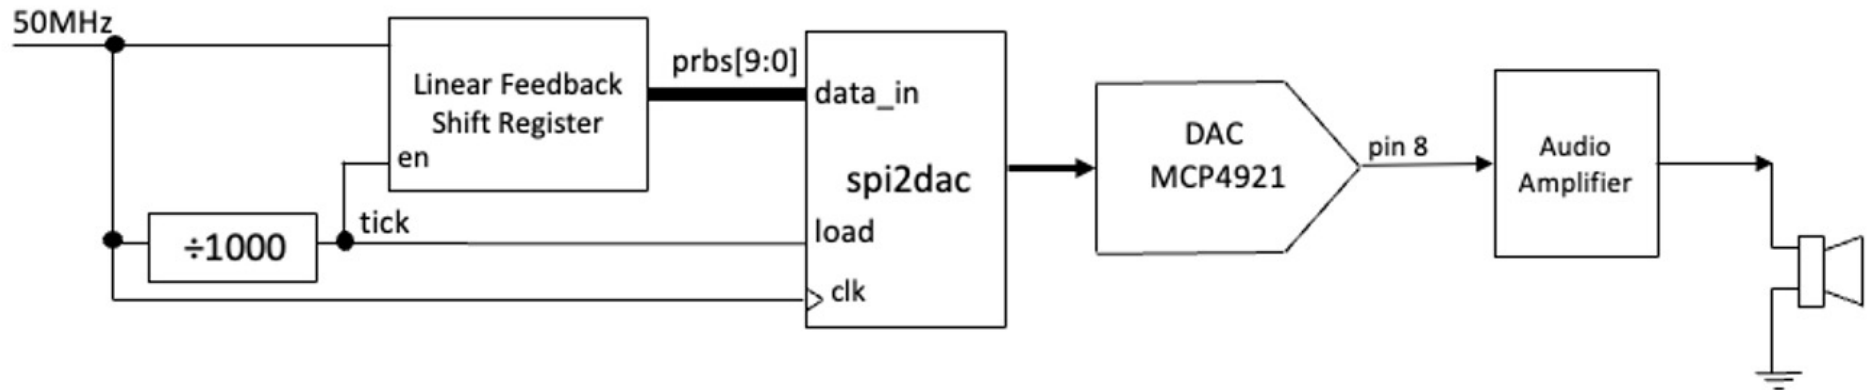 50MHz
Linear Feedback
Shift Register
en
prbs[9:0]
data_in
spi2dac
load
clk
tick
÷1000
DAC
MCP4921
pin 8
Audio
Amplifier